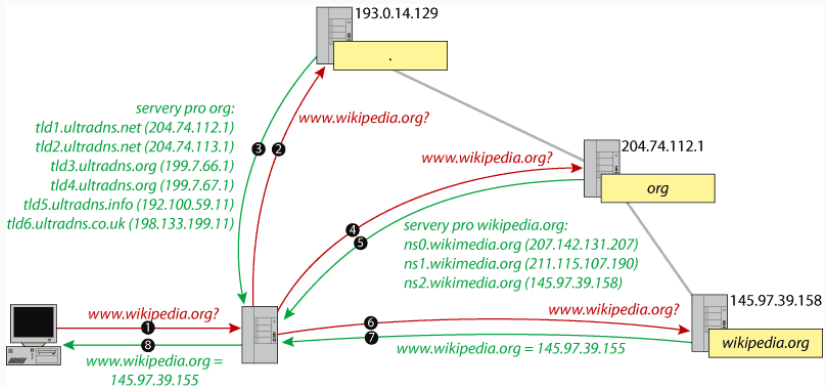 193.0.14.129
.
servery pro org:
tld1.ultradns.net (204.74.112.1)
tld2.ultradns.net (204.74.113.1)
tld3.ultradns.org (199.7.66.1)
tld4.ultradns.org (199.7.67.1)
tld5.ultradns.info (192.100.59.11)
tld6.ultradns.co.uk (198.133.199.11)
3
2
www.wikipedia.org?
204.74.112.1
org
www.wikipedia.org?
4
5
servery pro wikipedia.org:
ns0.wikimedia.org (207.142.131.207)
ns1.wikimedia.org (211.115.107.190)
ns2.wikimedia.org (145.97.39.158)
145.97.39.158
wikipedia.org
www.wikipedia.org?
6
7
www.wikipedia.org = 145.97.39.155
www.wikipedia.org?
1
8
www.wikipedia.org =
145.97.39.155